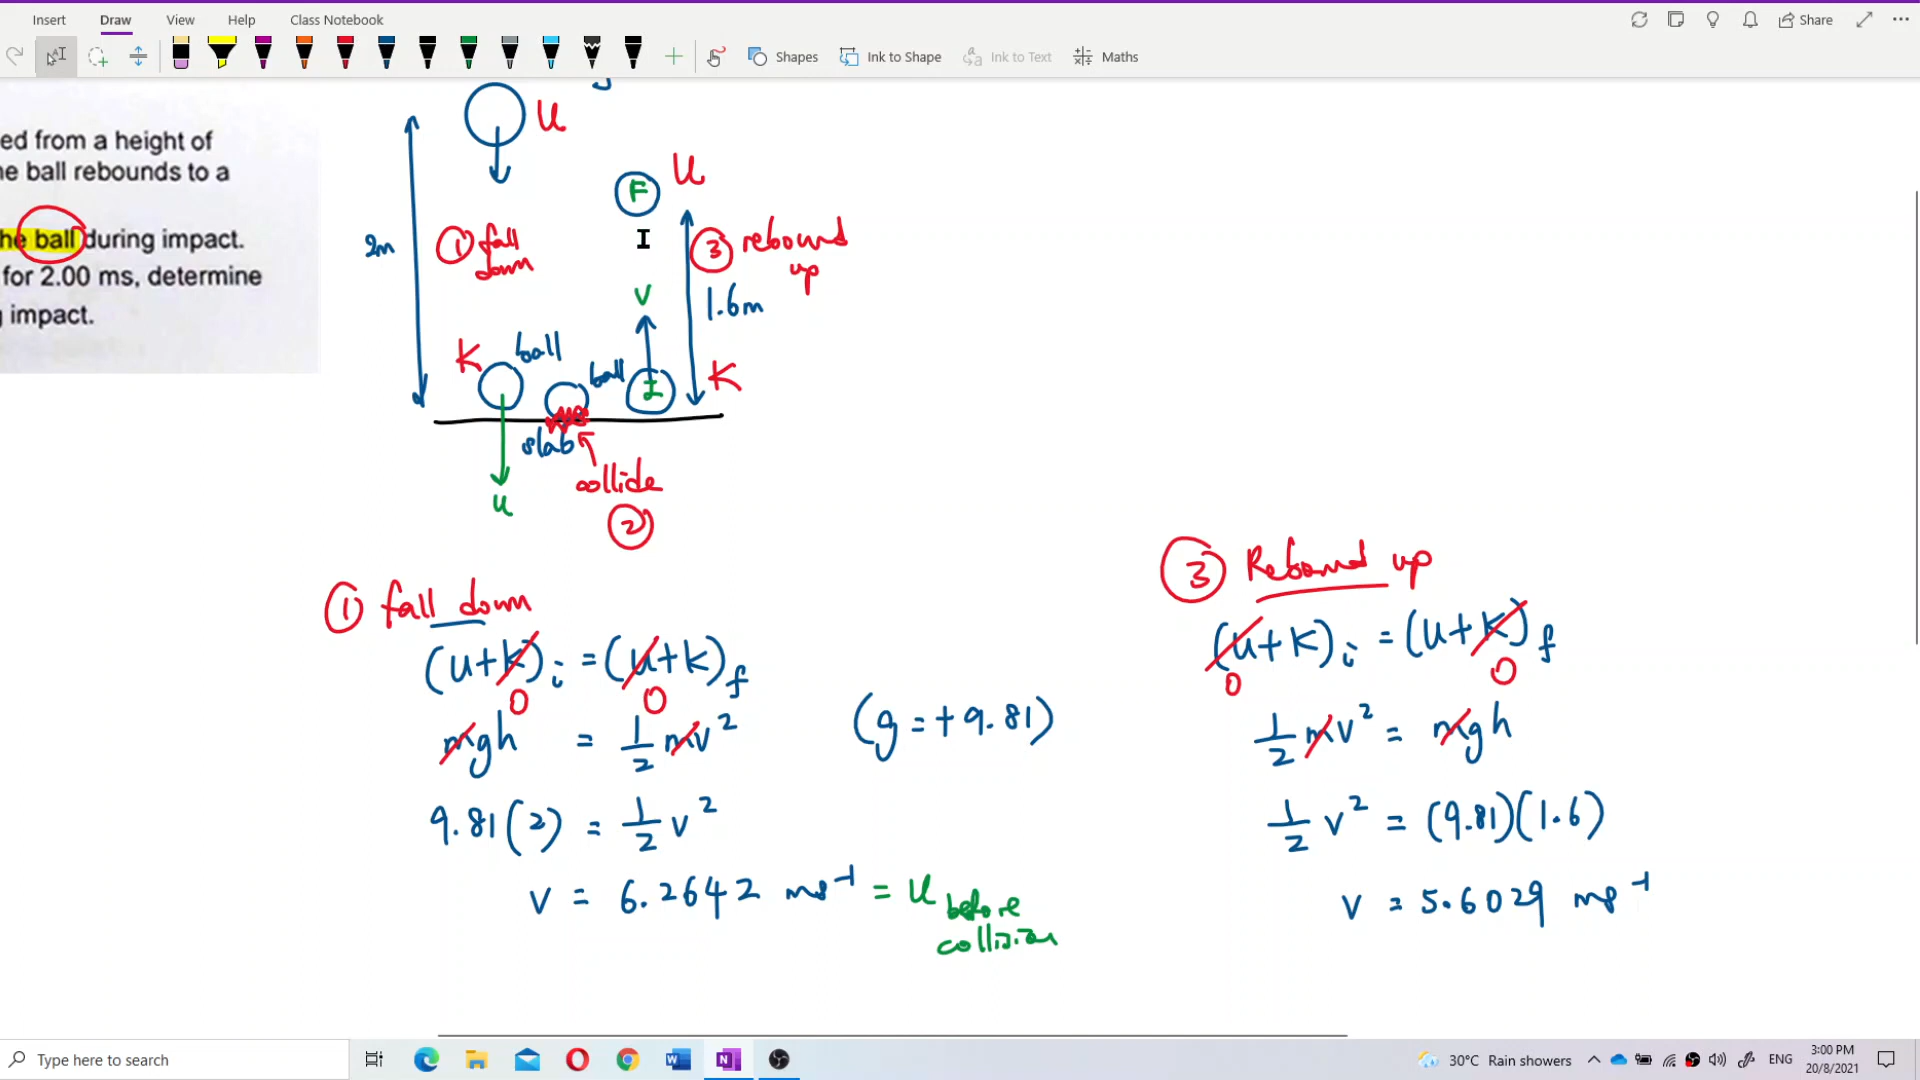 Insert Draw View Help Class Notebook
Share
Shapes Ink to Shape Ink to Text Maths
ed from a height of
ne ball rebounds to a
he ball during impact.
for 2.00 ms, determine
impact.
U
F
U
I
2m
① fall down
③ rebound up
V
1.6m
K
ball
ball
I
K
slab
collide
②
u
① fall down
(U+K)i = (U+K)f
0 0
mgh = 1/2 mv²
(g = +9.81)
9.81(2) = 1/2 v²
v = 6.2642 ms⁻¹ = u before collision
③ Rebound up
(U+K)i = (U+K)f
0 0
1/2 mv² = mgh
1/2 v² = (9.81)(1.6)
v = 5.6029 ms⁻¹
Type here to search
30°C Rain showers
ENG
3:00 PM
20/8/2021